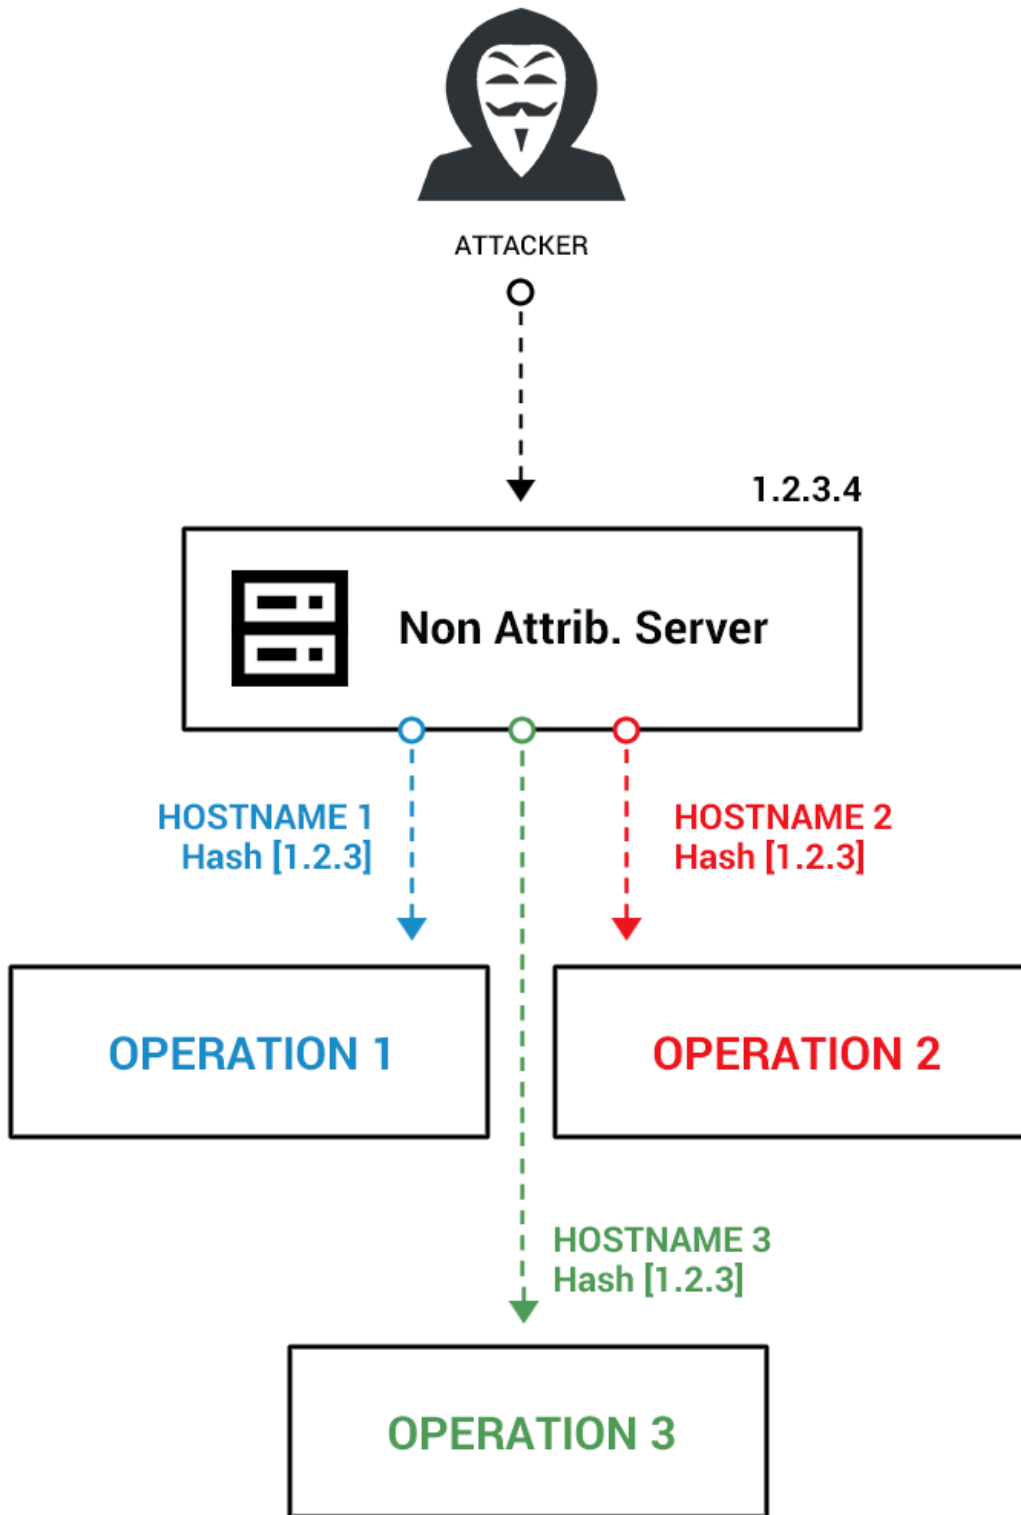 ATTACKER
1.2.3.4
Non Attrib. Server
HOSTNAME 1
Hash [1.2.3]
HOSTNAME 2
Hash [1.2.3]
OPERATION 1
OPERATION 2
HOSTNAME 3
Hash [1.2.3]
OPERATION 3